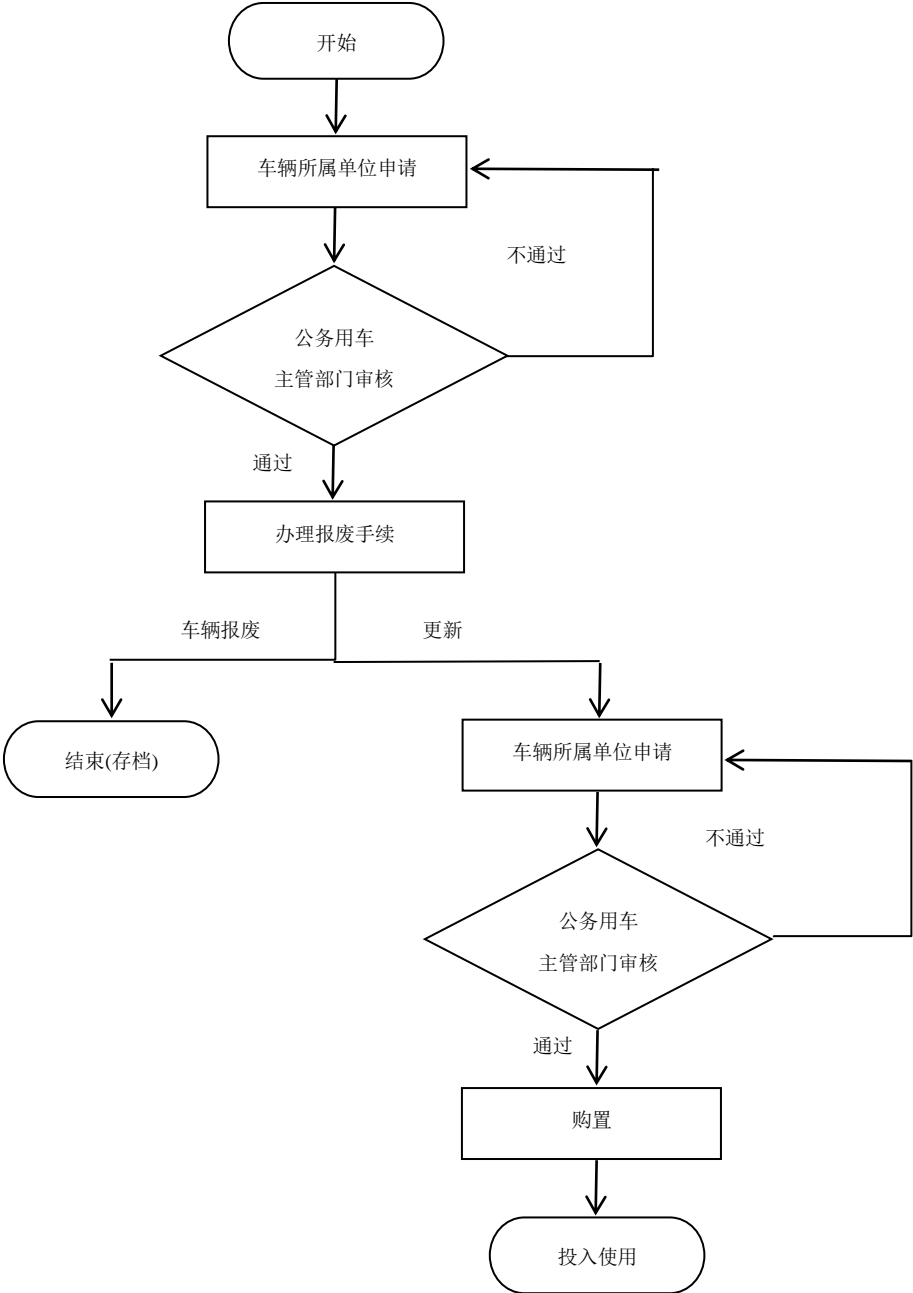 开始
车辆所属单位申请
不通过
公务用车
主管部门审核
通过
办理报废手续
车辆报废
更新
结束(存档)
车辆所属单位申请
不通过
公务用车
主管部门审核
通过
购置
投入使用